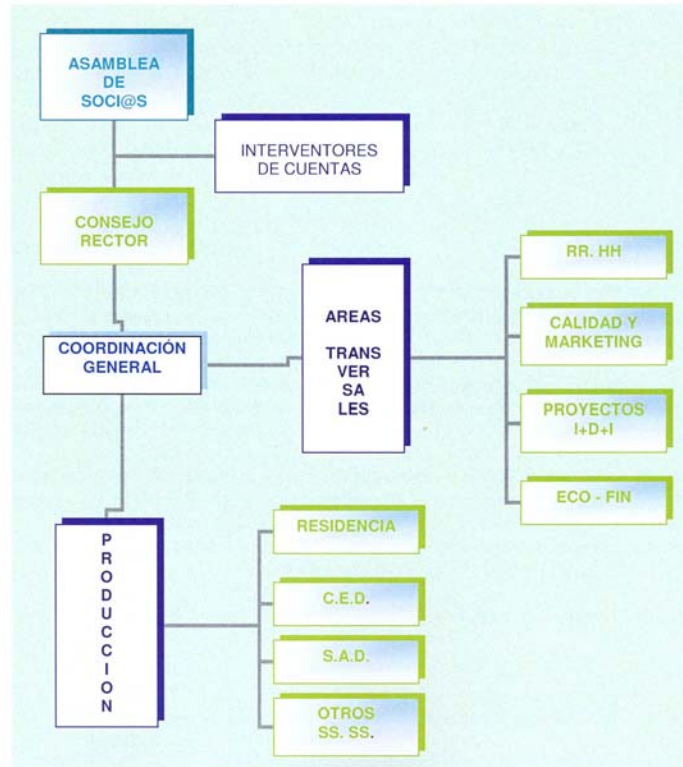 ASAMBLEA
DE
SOCI@S
INTERVENTORES
DE CUENTAS
CONSEJO
RECTOR
COORDINACIÓN
GENERAL
AREAS
TRANS
VER
SA
LES
RR. HH
CALIDAD Y
MARKETING
PROYECTOS
I+D+I
ECO - FIN
P
R
O
D
U
C
C
I
O
N
RESIDENCIA
C.E.D.
S.A.D.
OTROS
SS. SS.